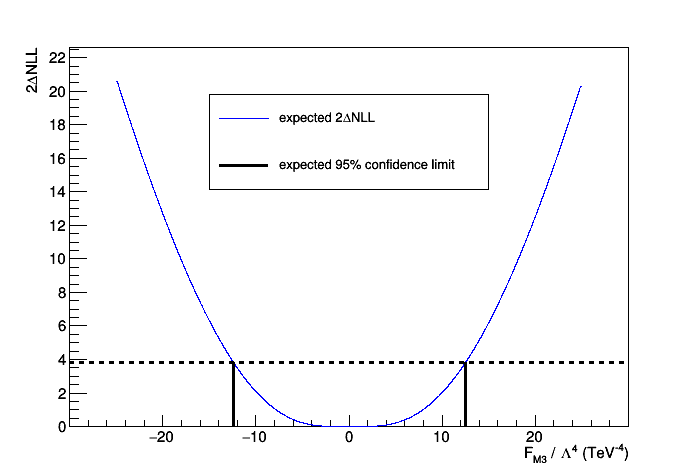 2ΔNLL
22
20
18
16
14
12
10
8
6
4
2
0
expected 2ΔNLL
expected 95% confidence limit
−20 −10 0 10 20
F_M3 / Λ^4 (TeV^-4)